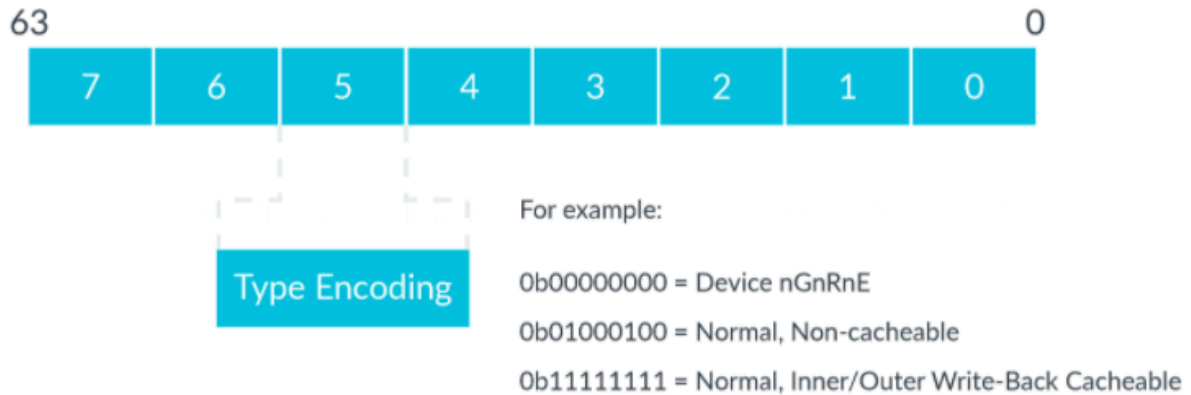 63 0
7 6 5 4 3 2 1 0
For example:
Type Encoding
0b00000000 = Device nGnRnE
0b01000100 = Normal, Non-cacheable
0b11111111 = Normal, Inner/Outer Write-Back Cacheable